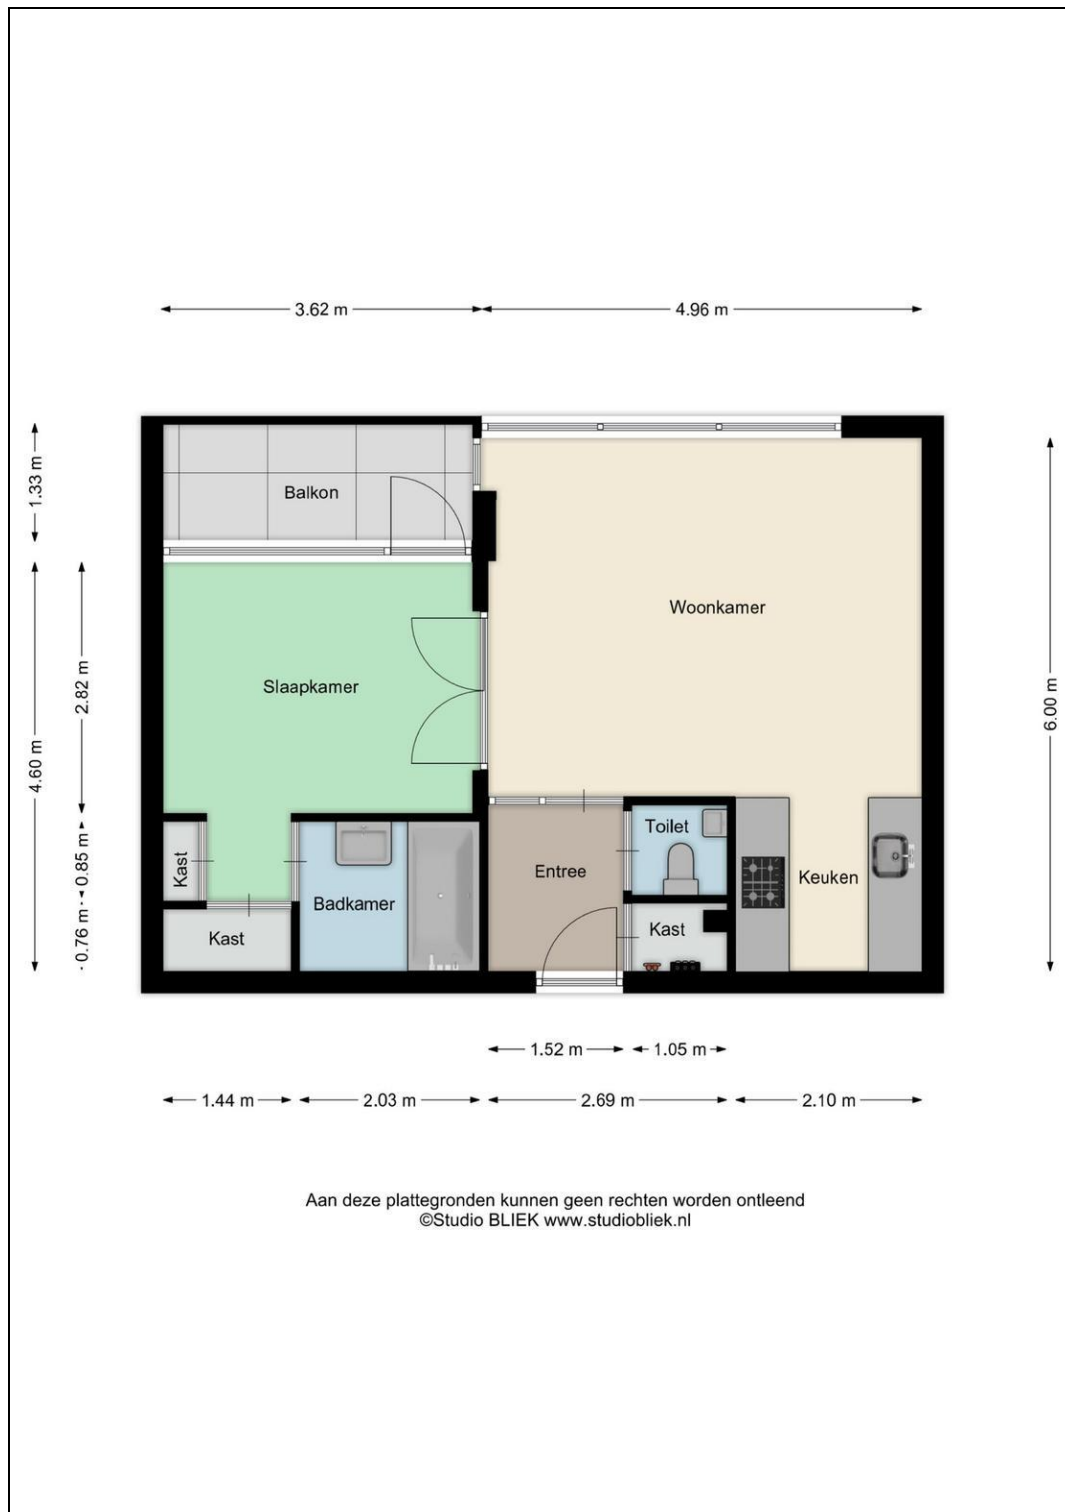 3.62 m
4.96 m
1.33 m
Balkon
Woonkamer
2.82 m
Slaapkamer
6.00 m
4.60 m
Toilet
0.85 m
Kast
Entree
Keuken
Badkamer
0.76 m
Kast
Kast
1.52 m
1.05 m
1.44 m
2.03 m
2.69 m
2.10 m
Aan deze plattegronden kunnen geen rechten worden ontleend
©Studio BLIEK www.studiobliek.nl